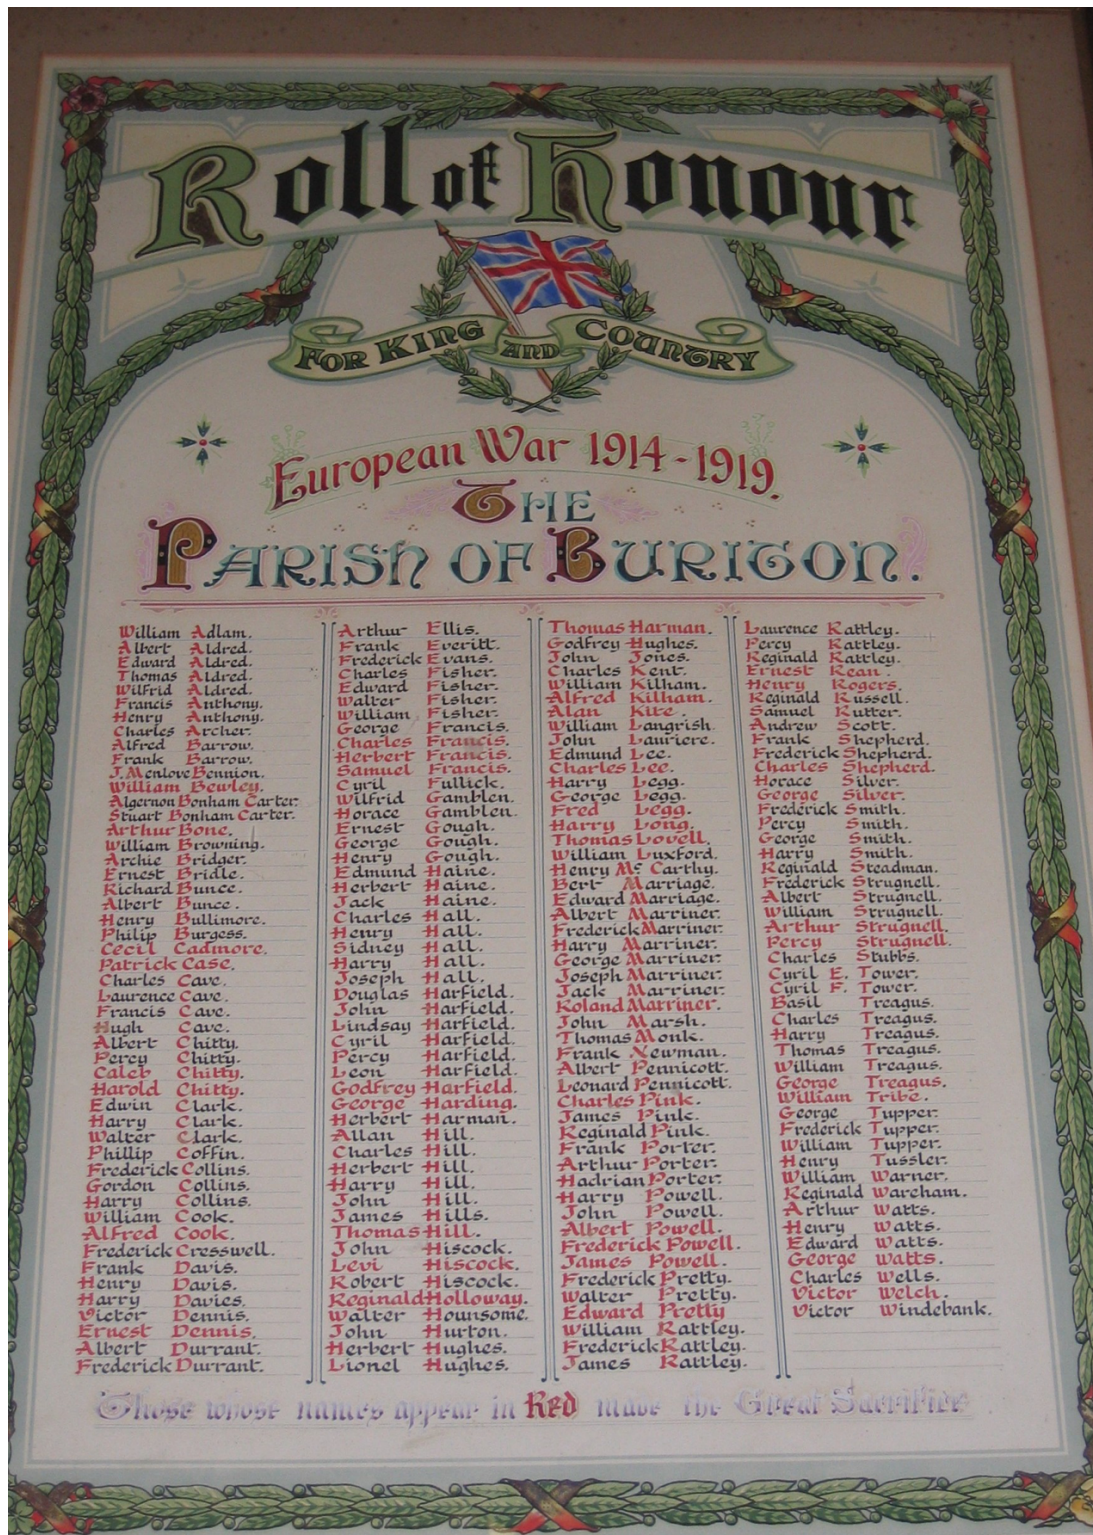 Roll of Honour
FOR KING AND COUNTRY
European War 1914-1919.
THE
PARISH OF BURITON.
William Adlam.
Albert Aldred.
Edward Aldred.
Thomas Aldred.
Wilfrid Aldred.
Francis Anthony.
Henry Anthony.
Charles Archer.
Alfred Barrow.
Frank Barrow.
J. Menlove Bennion.
William Bewley.
Algernon Bonham Carter.
Stuart Bonham Carter.
Arthur Bone.
William Browning.
Archie Bridger.
Ernest Bridle.
Richard Bunce.
Albert Bunce.
Henry Bullimore.
Philip Burgess.
Cecil Cadmore.
Patrick Case.
Charles Cave.
Laurence Cave.
Francis Cave.
Hugh Cave.
Albert Chitty.
Percy Chitty.
Caleb Chitty.
Harold Chitty.
Edwin Clark.
Harry Clark.
Walter Clark.
Phillip Coffin.
Frederick Collins.
Gordon Collins.
Harry Collins.
William Cook.
Alfred Cook.
Frederick Cresswell.
Frank Davis.
Henry Davis.
Harry Davies.
Victor Dennis.
Ernest Dennis.
Albert Durrant.
Frederick Durrant.
Arthur Ellis.
Frank Everitt.
Frederick Evans.
Charles Fisher.
Edward Fisher.
Walter Fisher.
William Fisher.
George Francis.
Charles Francis.
Herbert Francis.
Samuel Francis.
Cyril Fullick.
Wilfrid Gamblen.
Horace Gamblen.
Ernest Gough.
George Gough.
Henry Gough.
Edmund Haine.
Herbert Haine.
Jack Haine.
Charles Hall.
Henry Hall.
Sidney Hall.
Harry Hall.
Joseph Hall.
Douglas Harfield.
John Harfield.
Lindsay Harfield.
Cyril Harfield.
Percy Harfield.
Leon Harfield.
Godfrey Harfield.
George Harding.
Herbert Harman.
Allan Hill.
Charles Hill.
Herbert Hill.
Harry Hill.
John Hill.
James Hills.
Thomas Hill.
John Hiscock.
Levi Hiscock.
Robert Hiscock.
Reginald Holloway.
Walter Hounsome.
John Hurton.
Herbert Hughes.
Lionel Hughes.
Thomas Harman.
Godfrey Hughes.
John Jones.
Charles Kent.
William Kilham.
Alfred Kilham.
Alan Kite.
William Langrish.
John Lauriere.
Edmund Lee.
Charles Lee.
Harry Legg.
George Legg.
Fred Legg.
Harry Long.
Thomas Lovell.
William Luxford.
Henry Mc Carthy.
Bert Marriage.
Edward Marriage.
Albert Marriner.
Frederick Marriner.
Harry Marriner.
George Marriner.
Joseph Marriner.
Jack Marriner.
Roland Marriner.
John Marsh.
Thomas Monk.
Frank Newman.
Albert Pennicott.
Leonard Pennicott.
Charles Pink.
James Pink.
Reginald Pink.
Frank Porter.
Arthur Porter.
Hadrian Porter.
Harry Powell.
John Powell.
Albert Powell.
Frederick Powell.
James Powell.
Frederick Pretty.
Walter Pretty.
Edward Pretty
William Rattley.
Frederick Rattley.
James Rattley.
Laurence Rattley.
Percy Rattley.
Reginald Rattley.
Ernest Kean.
Henry Rogers.
Reginald Russell.
Samuel Rutter.
Andrew Scott.
Frank Shepherd.
Frederick Shepherd.
Charles Shepherd.
Horace Silver.
George Silver.
Frederick Smith.
Percy Smith.
George Smith.
Harry Smith.
Reginald Steadman.
Frederick Strugnell.
Albert Strugnell.
William Strugnell.
Arthur Strugnell.
Percy Strugnell.
Charles Stubbs.
Cyril E. Tower.
Cyril F. Tower.
Basil Treagus.
Charles Treagus.
Harry Treagus.
Thomas Treagus.
William Treagus.
George Treagus.
William Tribe.
George Tupper.
Frederick Tupper.
William Tupper.
Henry Tussler.
William Warner.
Reginald Wareham.
Arthur Watts.
Henry Watts.
Edward Watts.
George Watts.
Charles Wells.
Victor Welch.
Victor Windebank.
Those whose names appear in Red made the Great Sacrifice